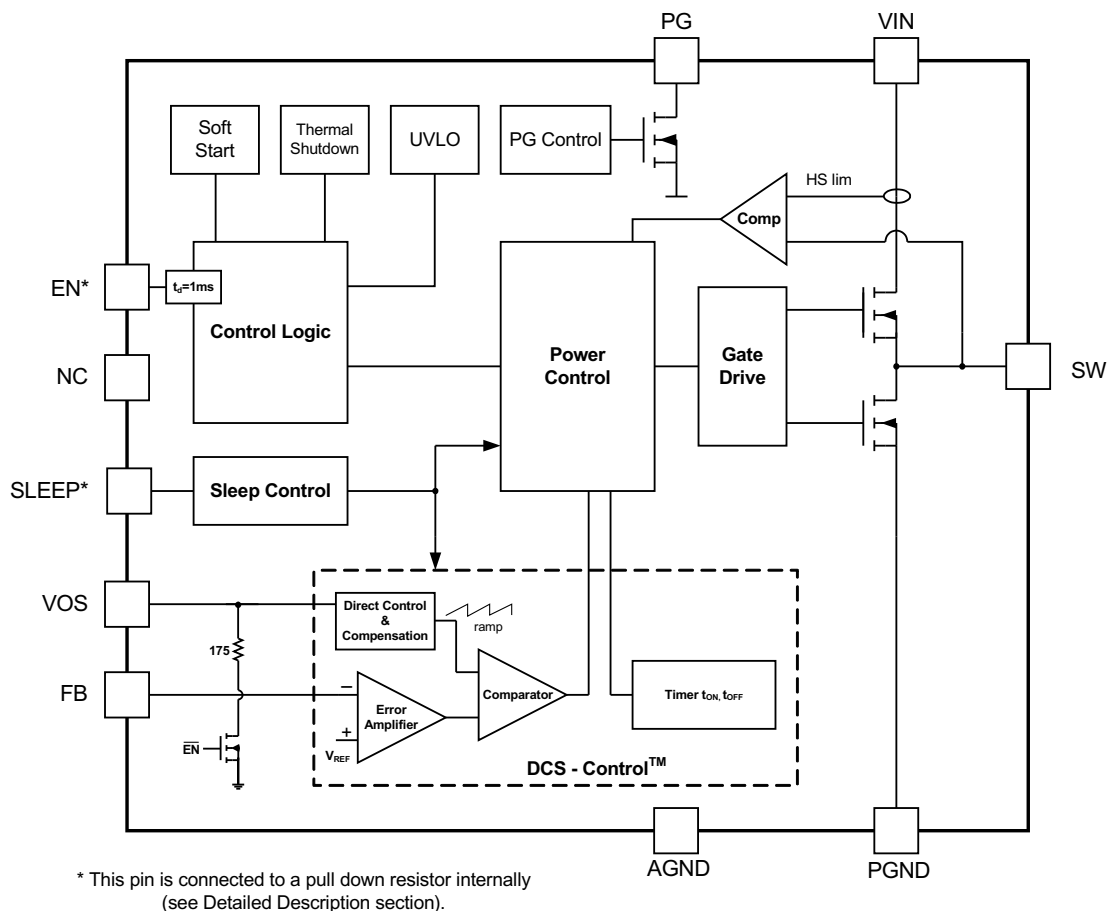 PG
VIN
Soft
Start
Thermal
Shutdown
UVLO
PG Control
HS lim
Comp
EN*
td=1ms
Control Logic
NC
Power
Control
Gate
Drive
SW
SLEEP*
Sleep Control
VOS
Direct Control
&
Compensation
ramp
175
FB
Error
Amplifier
−
+
VREF
Comparator
Timer tON, tOFF
EN
DCS - Control™
AGND
PGND
* This pin is connected to a pull down resistor internally
(see Detailed Description section).